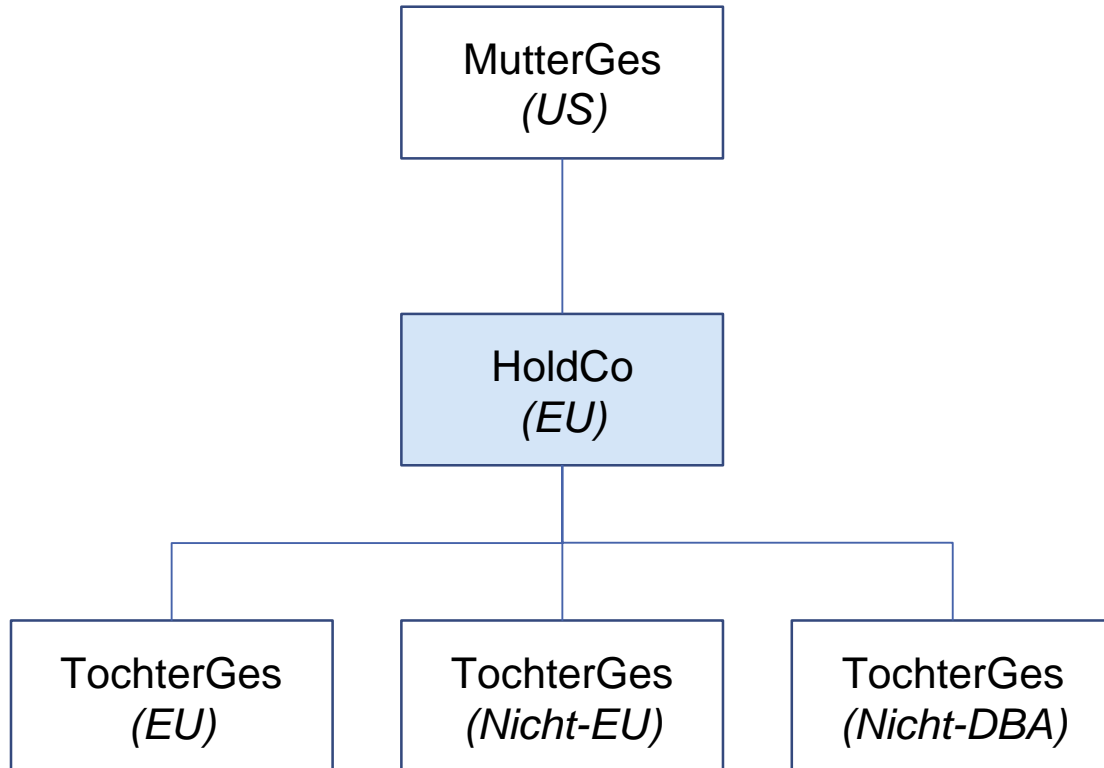 MutterGes
(US)
HoldCo
(EU)
TochterGes
(EU)
TochterGes
(Nicht-EU)
TochterGes
(Nicht-DBA)